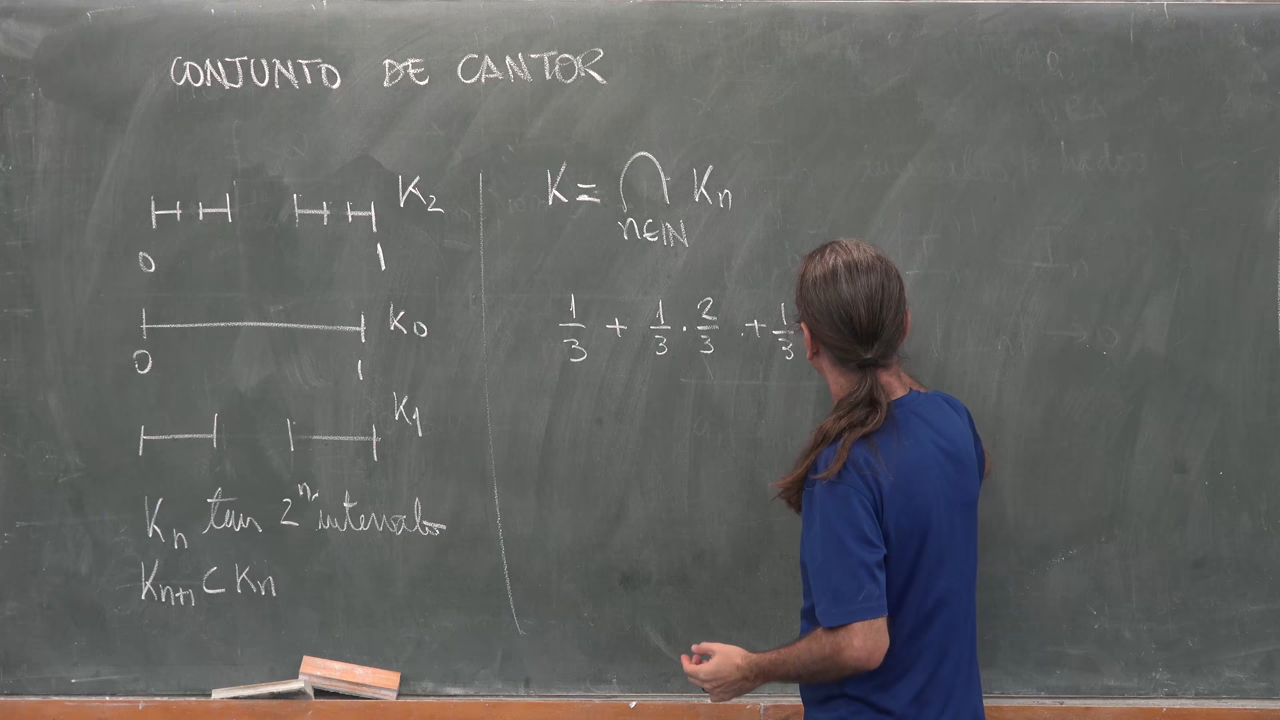 CONJUNTO DE CANTOR
K₂
0 1
K₀
0 1
K₁
Kₙ tem 2ⁿ intervalos
Kₙ₊₁ ⊂ Kₙ
K = ⋂ Kₙ
n∈ℕ
1/3 + 1/3 · 2/3 + 1/3